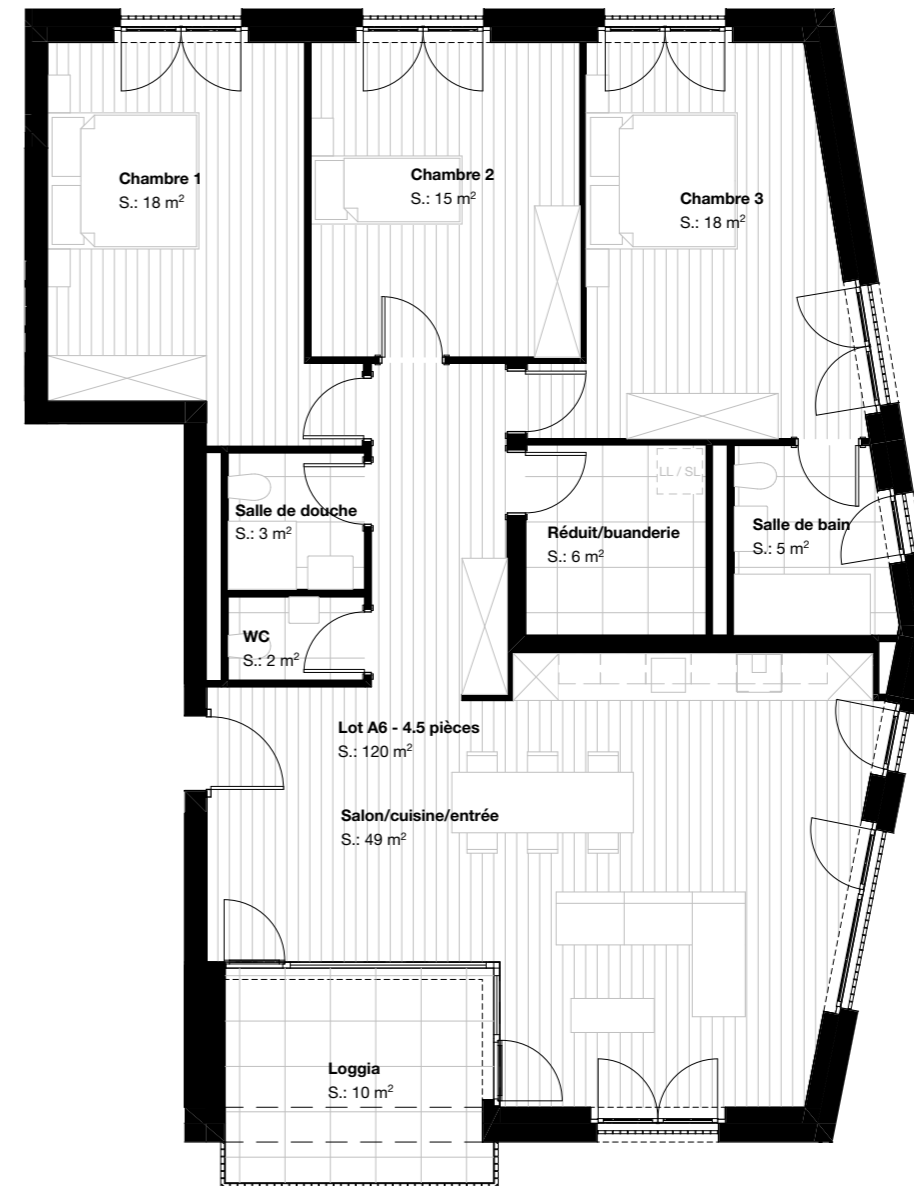 Chambre 1
S.: 18 m²
Chambre 2
S.: 15 m²
Chambre 3
S.: 18 m²
LL / SL
Salle de douche
S.: 3 m²
Réduit/buanderie
S.: 6 m²
Salle de bain
S.: 5 m²
WC
S.: 2 m²
Lot A6 - 4.5 pièces
S.: 120 m²
Salon/cuisine/entrée
S.: 49 m²
Loggia
S.: 10 m²